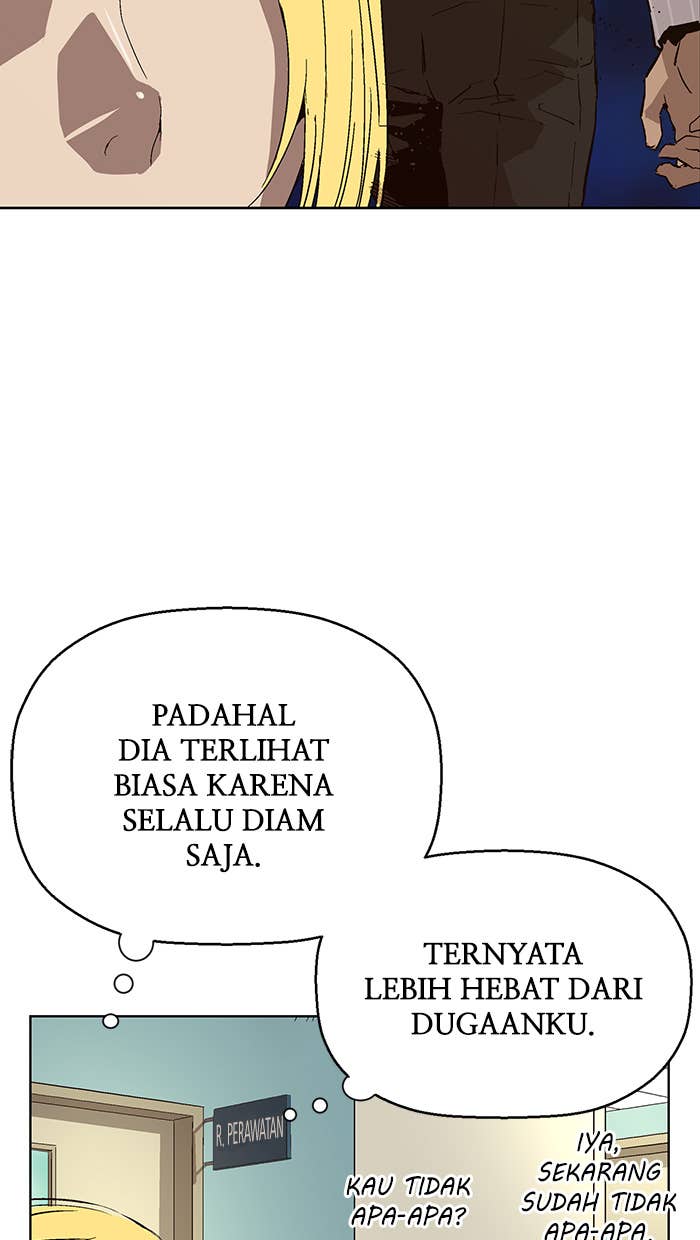 PADAHAL
DIA TERLIHAT
BIASA KARENA
SELALU DIAM
SAJA.
TERNYATA
LEBIH HEBAT DARI
DUGAANKU.
R. PERAWATAN
KAU TIDAK
APA-APA?
IYA,
SEKARANG
SUDAH TIDAK
APA-APA.